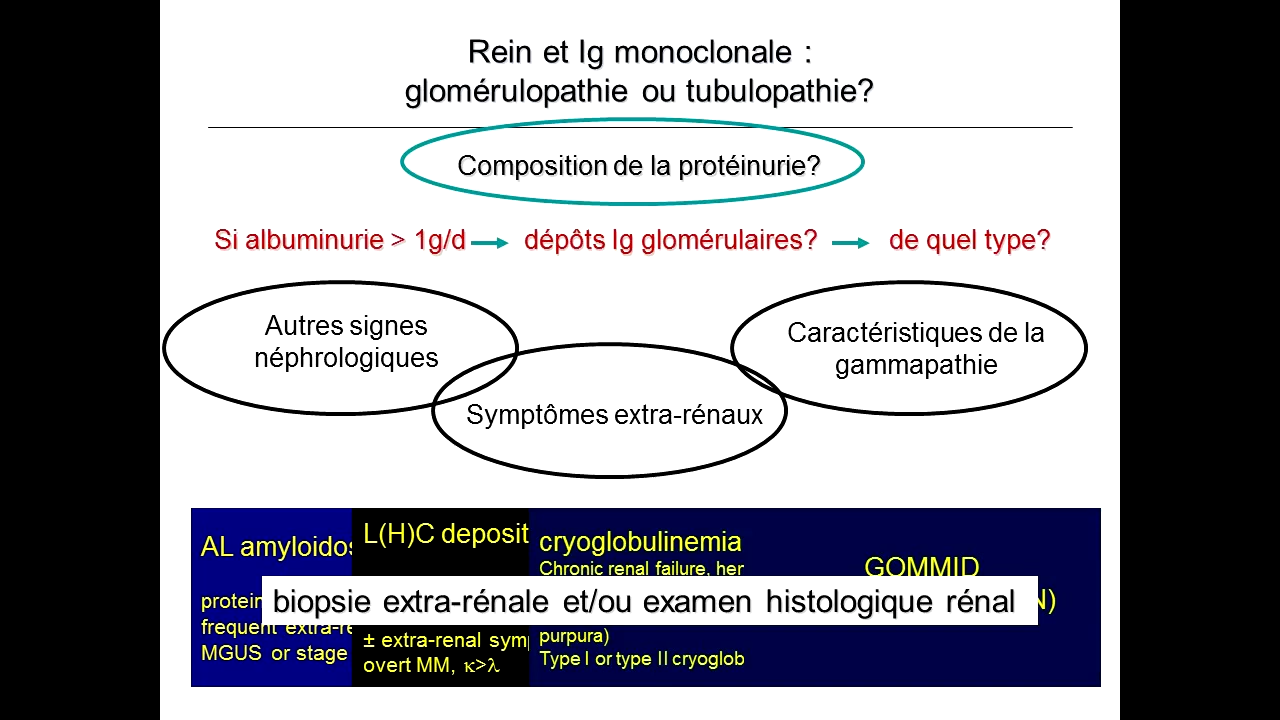 Rein et Ig monoclonale :
glomérulopathie ou tubulopathie?
Composition de la protéinurie?
Si albuminurie > 1g/d dépôts Ig glomérulaires? de quel type?
Autres signes
néphrologiques
Caractéristiques de la
gammapathie
Symptômes extra-rénaux
AL amyloidos
protein
frequent extra-re
MGUS or stage
L(H)C deposit
± extra-renal symp
overt MM, κ>λ
cryoglobulinemia
Chronic renal failure, her
purpura)
Type I or type II cryoglob
GOMMID
N)
biopsie extra-rénale et/ou examen histologique rénal